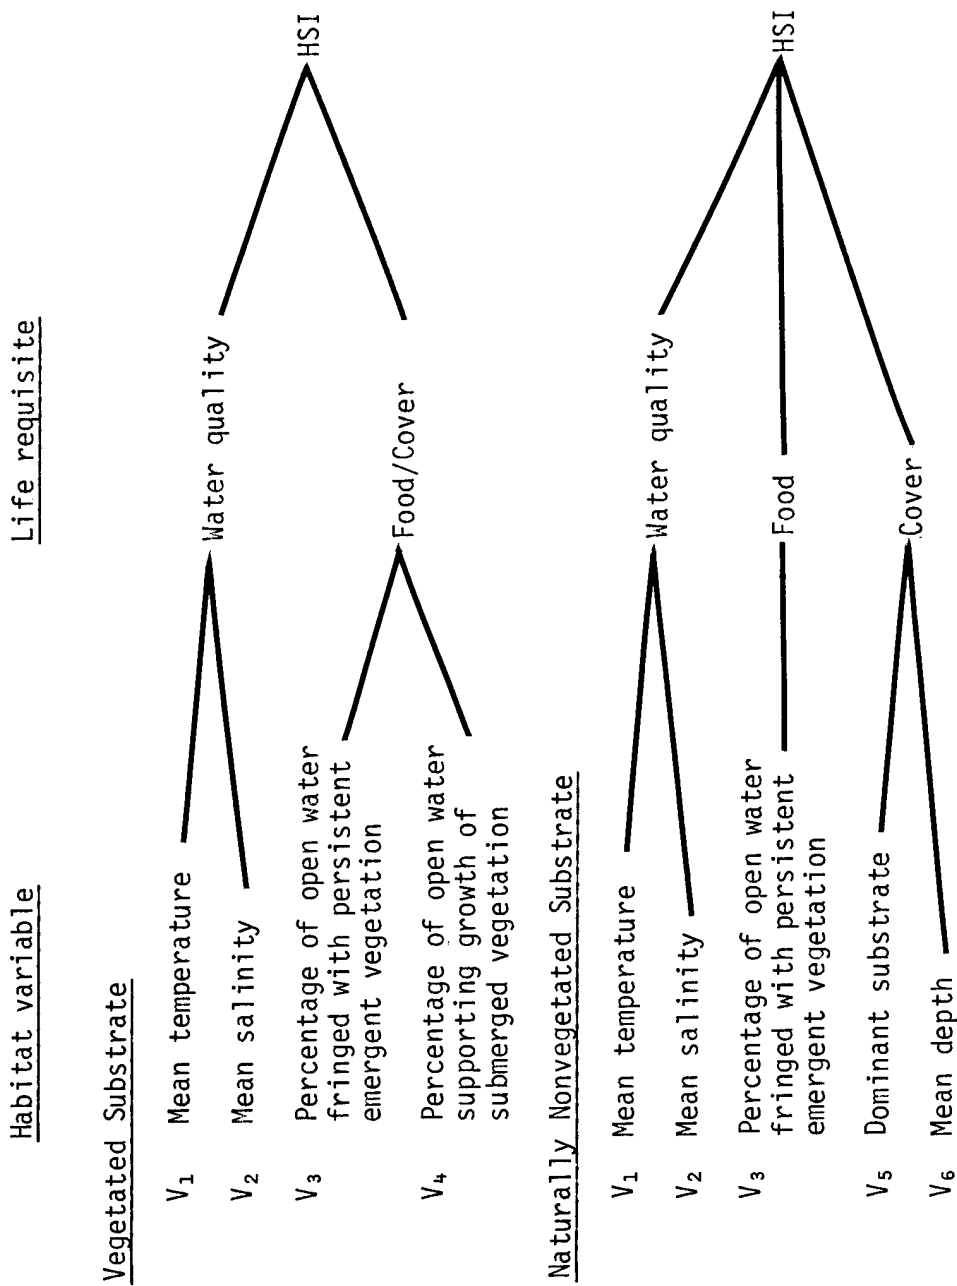 Habitat variable
Life requisite
Vegetated Substrate
V1 Mean temperature
V2 Mean salinity
Water quality
V3 Percentage of open water
fringed with persistent
emergent vegetation
V4 Percentage of open water
supporting growth of
submerged vegetation
Food/Cover
HSI
Naturally Nonvegetated Substrate
V1 Mean temperature
V2 Mean salinity
Water quality
V3 Percentage of open water
fringed with persistent
emergent vegetation
Food
V5 Dominant substrate
V6 Mean depth
Cover
HSI